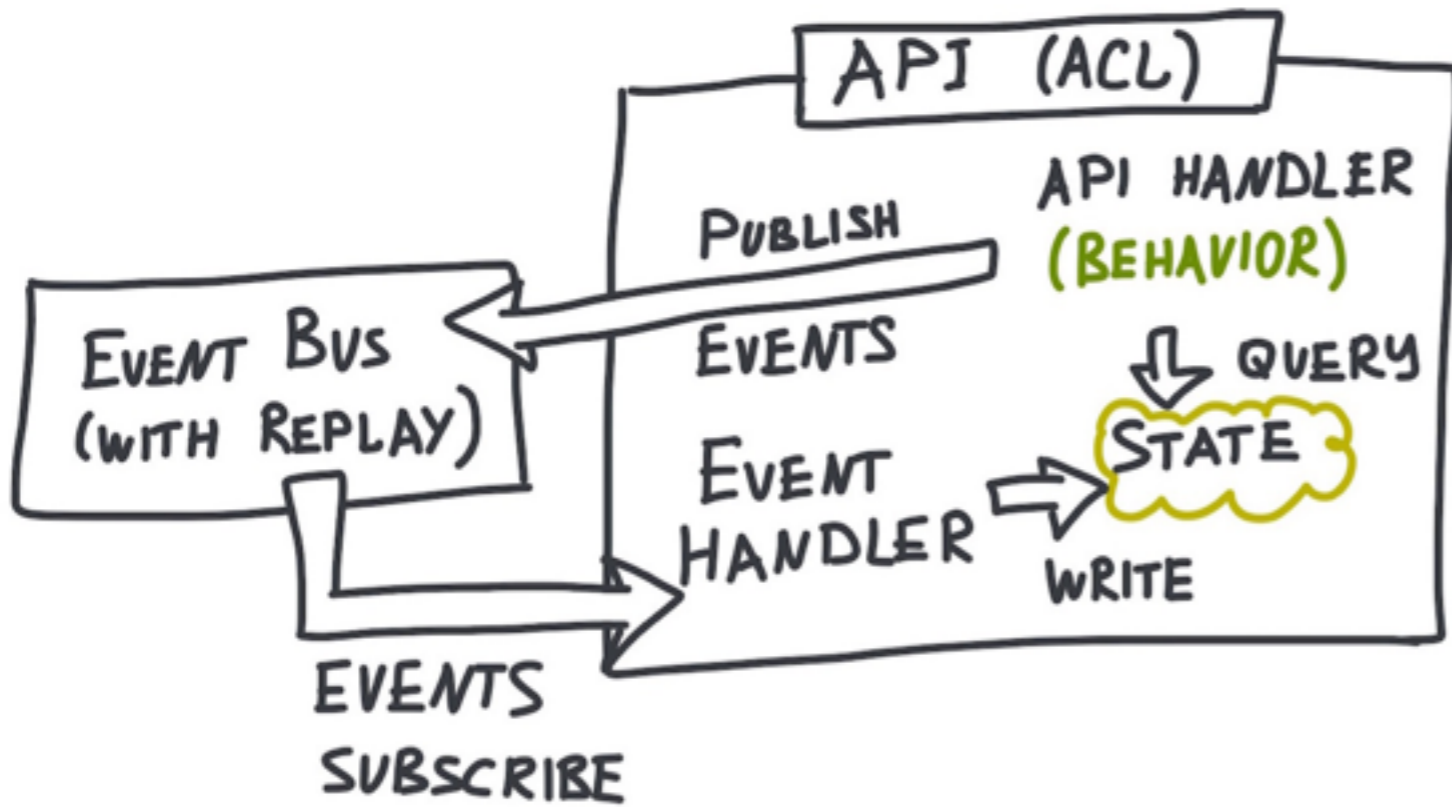 API (ACL)
API HANDLER
(BEHAVIOR)
PUBLISH
EVENTS
QUERY
EVENT BUS
(WITH REPLAY)
STATE
EVENT
HANDLER
WRITE
EVENTS
SUBSCRIBE